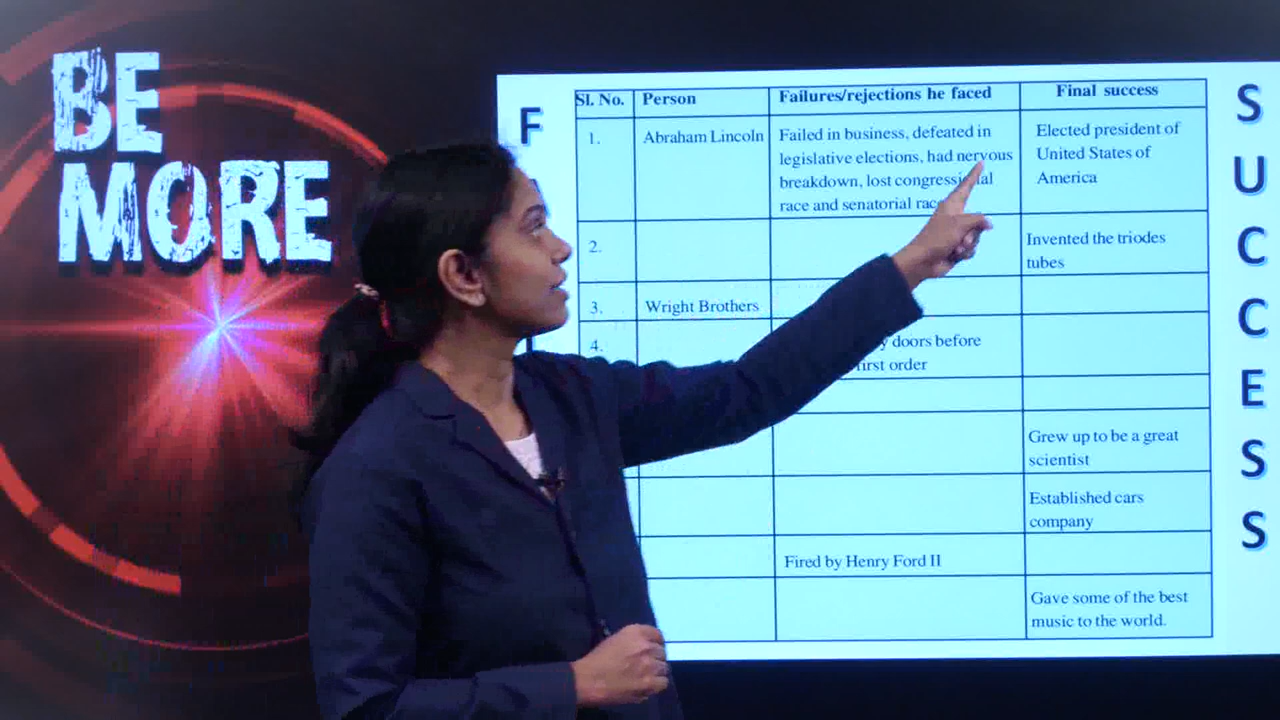 BE
MORE
F
S
U
C
C
E
S
S
Sl. No. Person Failures/rejections he faced Final success
1. Abraham Lincoln Failed in business, defeated in Elected president of
legislative elections, had nervous United States of
breakdown, lost congressional America
race and senatorial race
2. Invented the triodes
tubes
3. Wright Brothers
4. doors before
first order
Grew up to be a great
scientist
Established cars
company
Fired by Henry Ford II
Gave some of the best
music to the world.